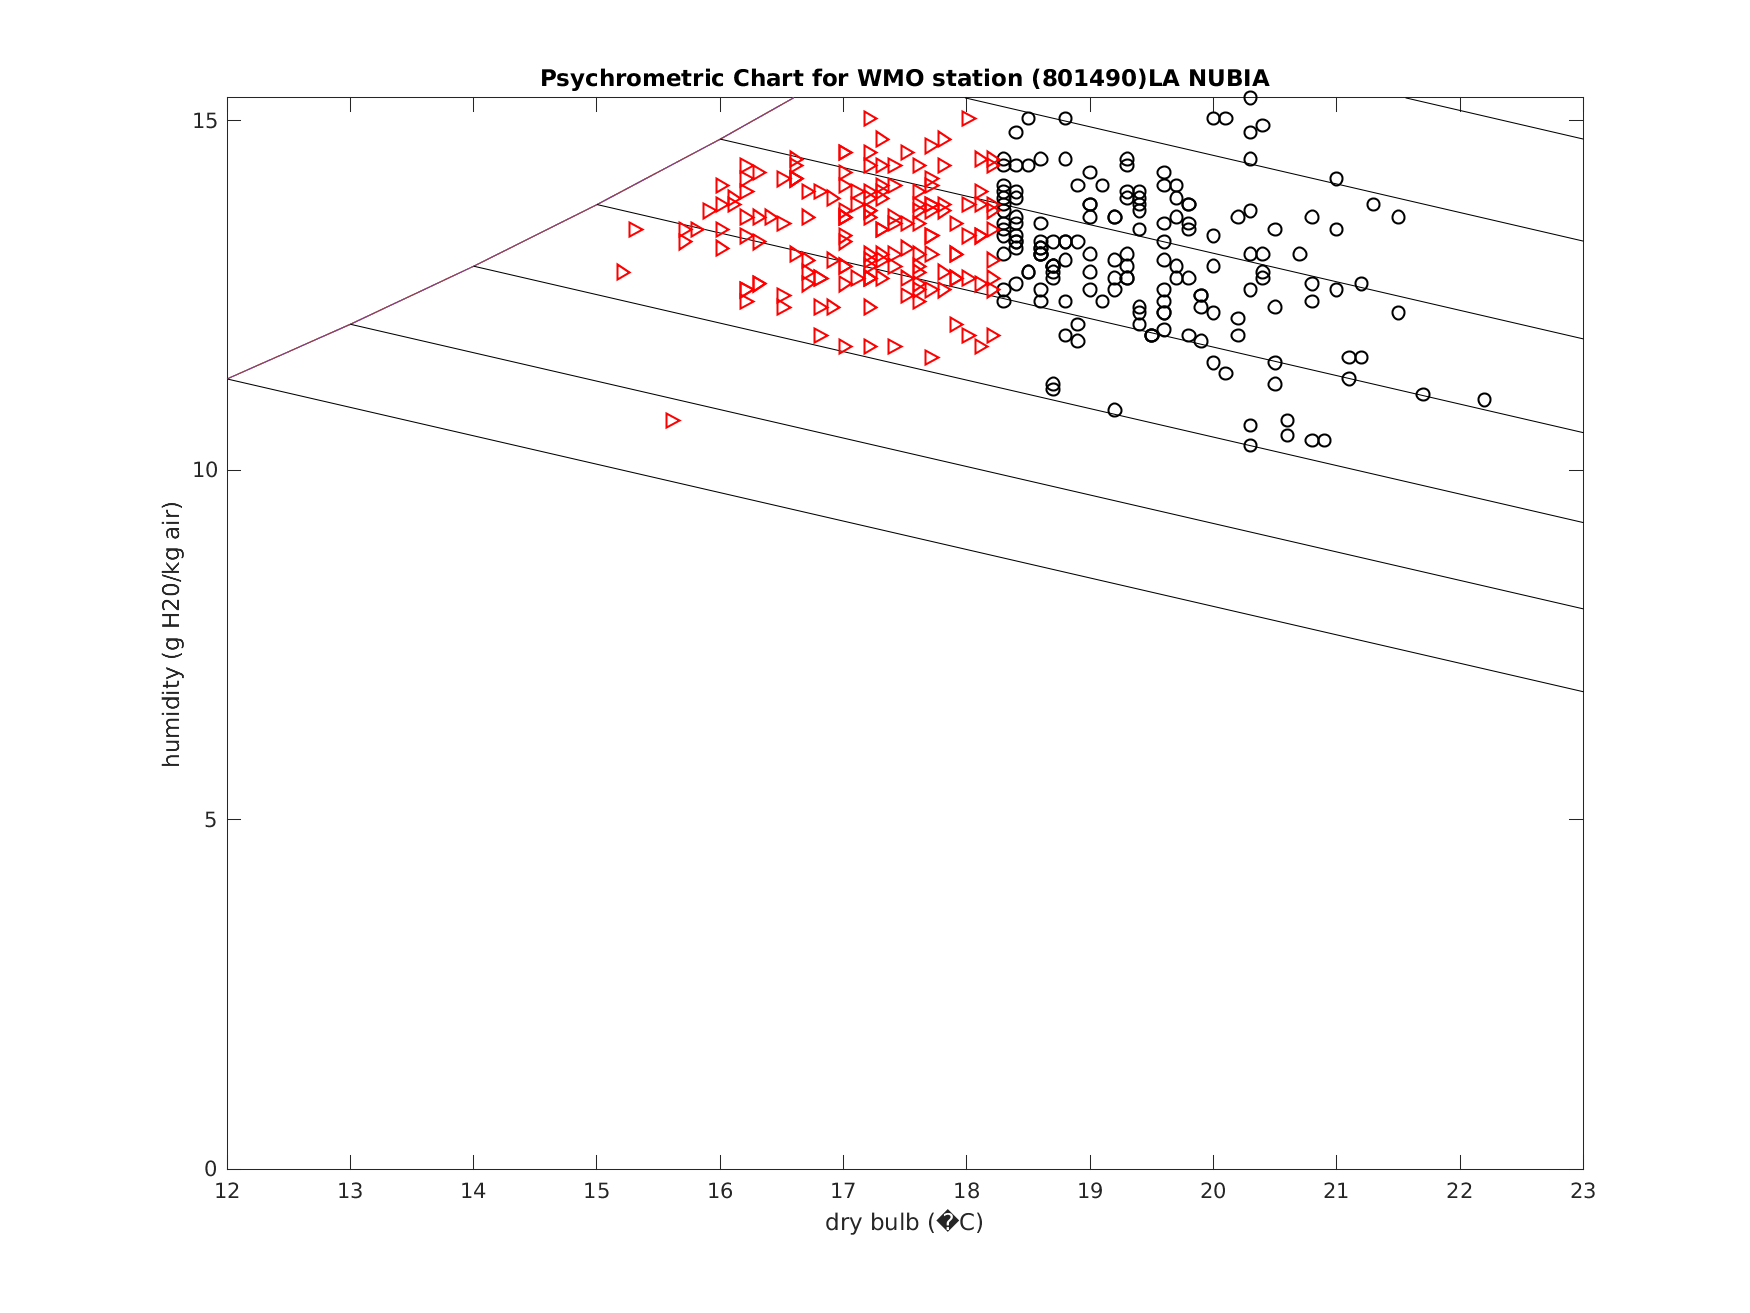 Psychrometric Chart for WMO station (801490)LA NUBIA
15
10
5
0
humidity (g H20/kg air)
12 13 14 15 16 17 18 19 20 21 22 23
dry bulb (�C)